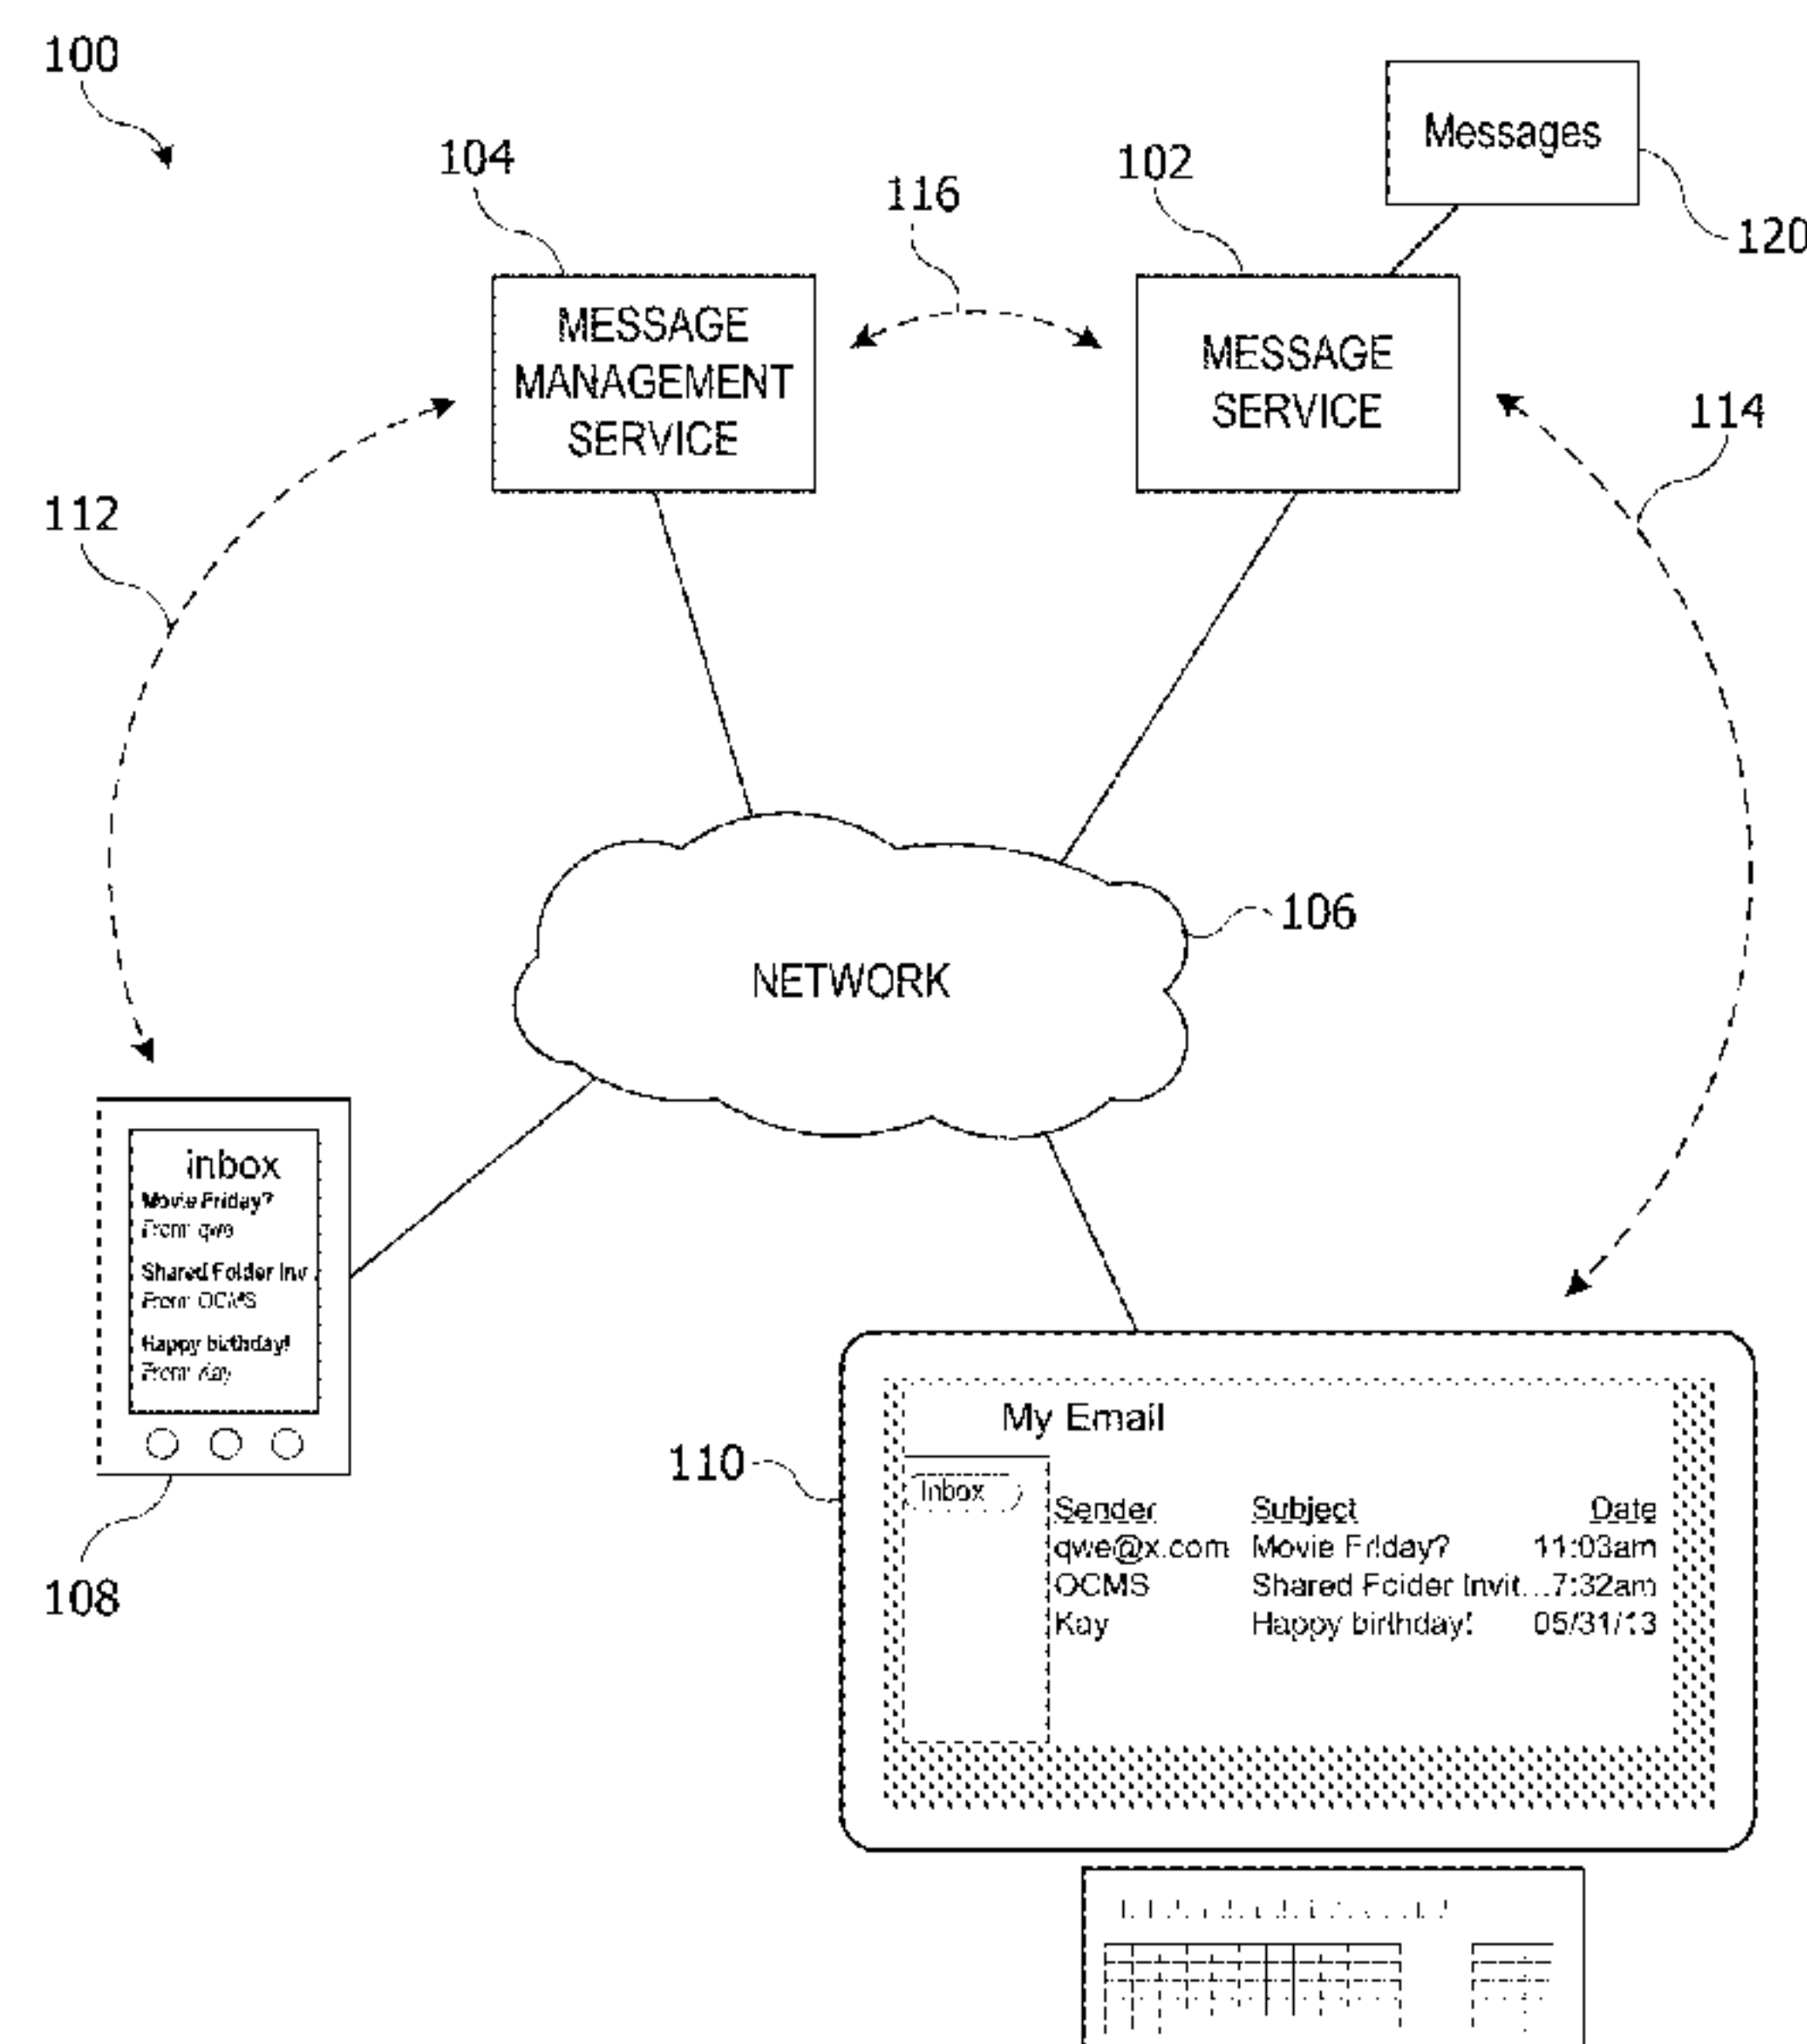 100
104
116
102
Messages
120
MESSAGE
MANAGEMENT
SERVICE
MESSAGE
SERVICE
114
112
106
NETWORK
inbox
Movie Friday?
From: qwe
Shared Folder Inv
From: OCMS
Happy birthday!
From: Kay
108
110
My Email
Inbox
Sender Subject Date
qwe@x.com Movie Friday? 11:03am
OCMS Shared Folder Invit...7:32am
Kay Happy birthday! 05/31/13